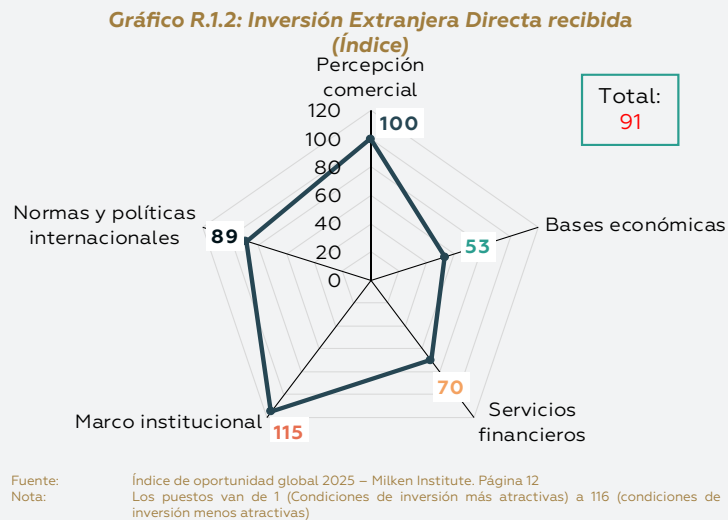 Gráfico R.1.2: Inversión Extranjera Directa recibida
(Índice)
Percepción
comercial
Total:
91
120
100
80
60
40
20
0
100
Normas y políticas
internacionales
89
Bases económicas
53
70
Servicios
financieros
Marco institucional
115
Fuente: Índice de oportunidad global 2025 – Milken Institute. Página 12
Nota: Los puestos van de 1 (Condiciones de inversión más atractivas) a 116 (condiciones de
inversión menos atractivas)